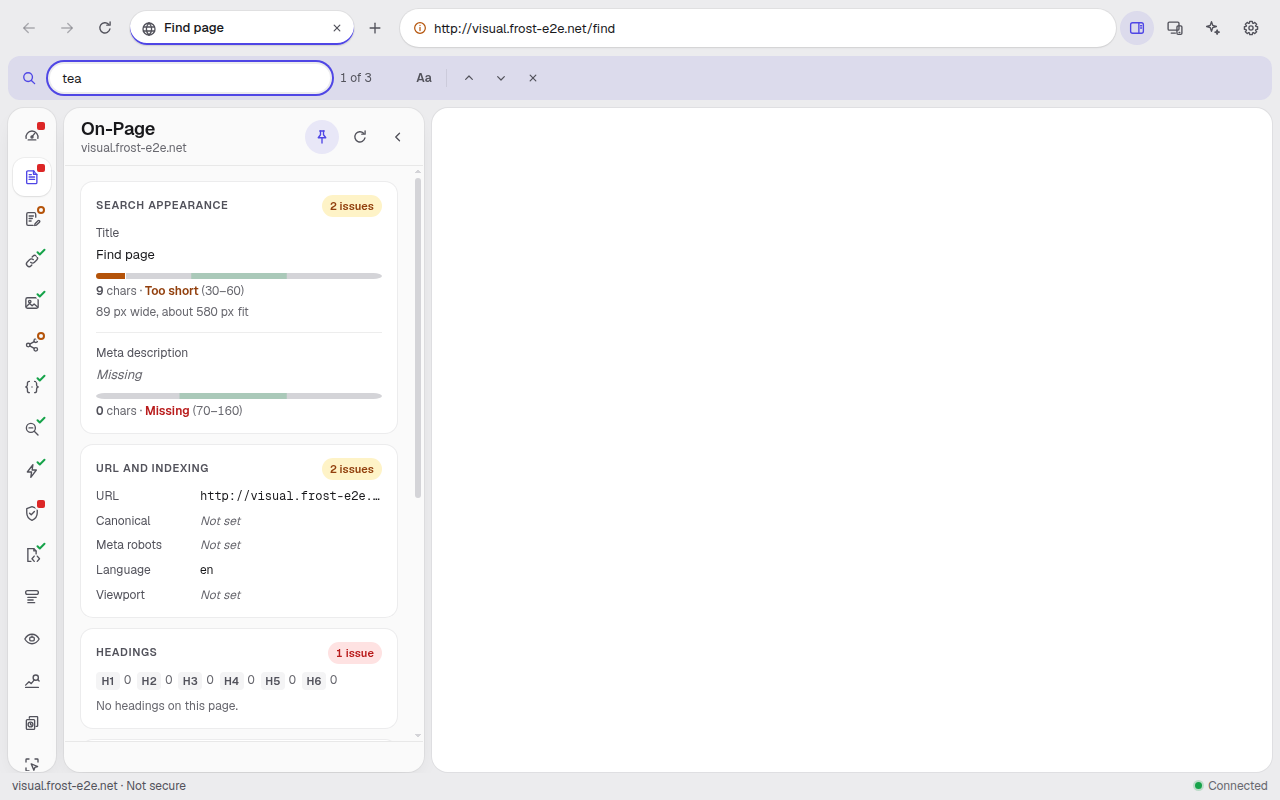 Find page
http://visual.frost-e2e.net/find
tea
1 of 3
Aa
On-Page
visual.frost-e2e.net
SEARCH APPEARANCE
2 issues
Title
Find page
9 chars · Too short (30–60)
89 px wide, about 580 px fit
Meta description
Missing
0 chars · Missing (70–160)
URL AND INDEXING
2 issues
URL http://visual.frost-e2e.…
Canonical Not set
Meta robots Not set
Language en
Viewport Not set
HEADINGS
1 issue
H1 0 H2 0 H3 0 H4 0 H5 0 H6 0
No headings on this page.
visual.frost-e2e.net · Not secure
Connected